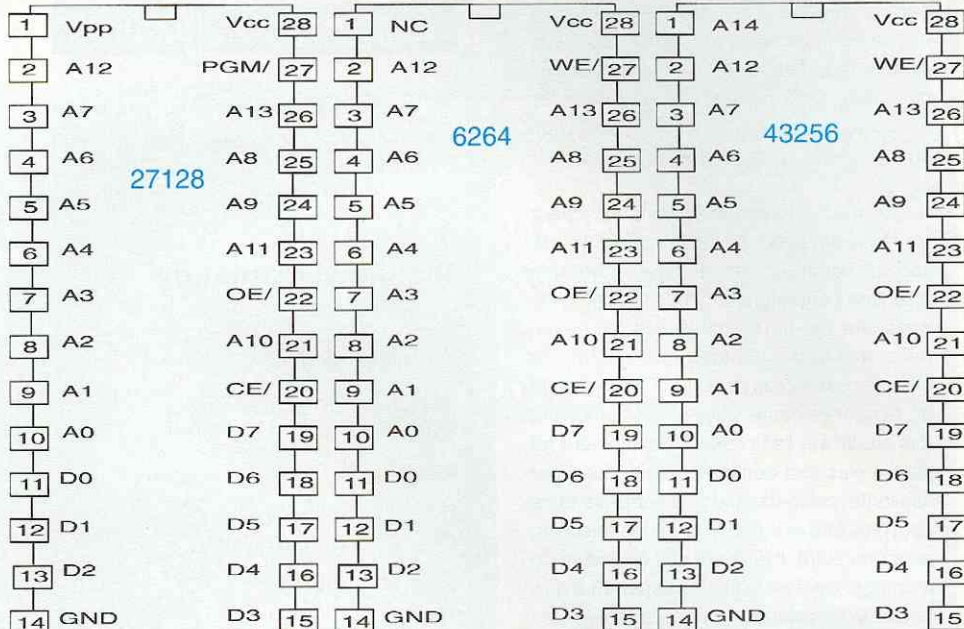 1 Vpp Vcc 28 1 NC Vcc 28 1 A14 Vcc 28
2 A12 PGM/ 27 2 A12 WE/ 27 2 A12 WE/ 27
3 A7 A13 26 3 A7 A13 26 3 A7 A13 26
6264 43256
4 A6 A8 25 4 A6 A8 25 4 A6 A8 25
27128
5 A5 A9 24 5 A5 A9 24 5 A5 A9 24
6 A4 A11 23 6 A4 A11 23 6 A4 A11 23
7 A3 OE/ 22 7 A3 OE/ 22 7 A3 OE/ 22
8 A2 A10 21 8 A2 A10 21 8 A2 A10 21
9 A1 CE/ 20 9 A1 CE/ 20 9 A1 CE/ 20
10 A0 D7 19 10 A0 D7 19 10 A0 D7 19
11 D0 D6 18 11 D0 D6 18 11 D0 D6 18
12 D1 D5 17 12 D1 D5 17 12 D1 D5 17
13 D2 D4 16 13 D2 D4 16 13 D2 D4 16
14 GND D3 15 14 GND D3 15 14 GND D3 15